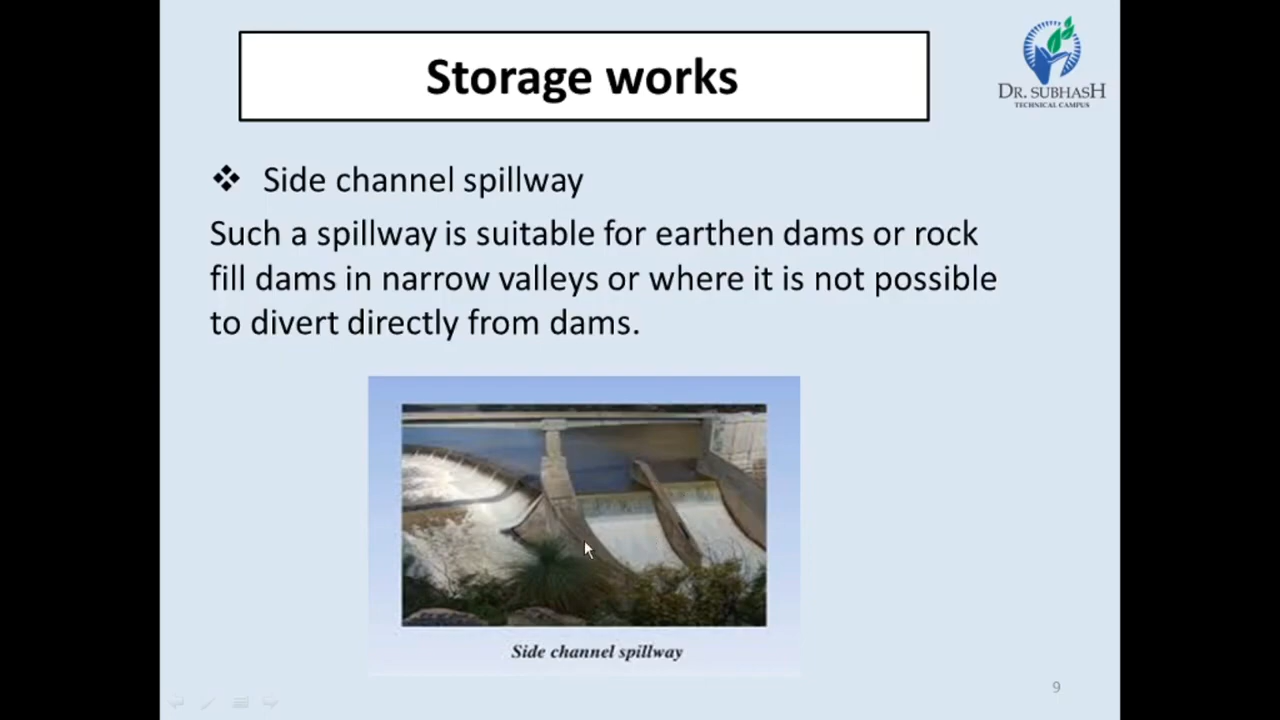 Storage works
DR. SUBHASH
TECHNICAL CAMPUS
❖ Side channel spillway
Such a spillway is suitable for earthen dams or rock
fill dams in narrow valleys or where it is not possible
to divert directly from dams.
Side channel spillway
9